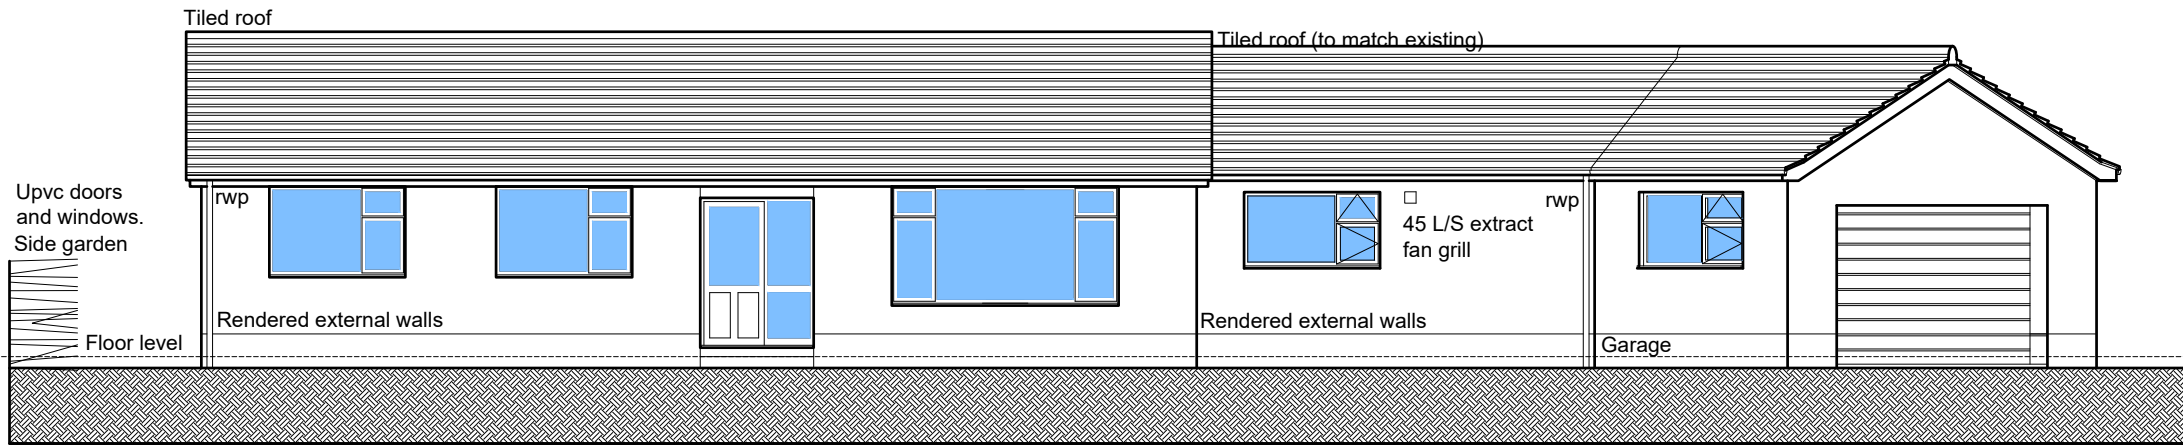 Tiled roof
Tiled roof (to match existing)
Upvc doors
and windows.
Side garden
rwp
rwp
45 L/S extract
fan grill
Rendered external walls
Rendered external walls
Floor level
Garage